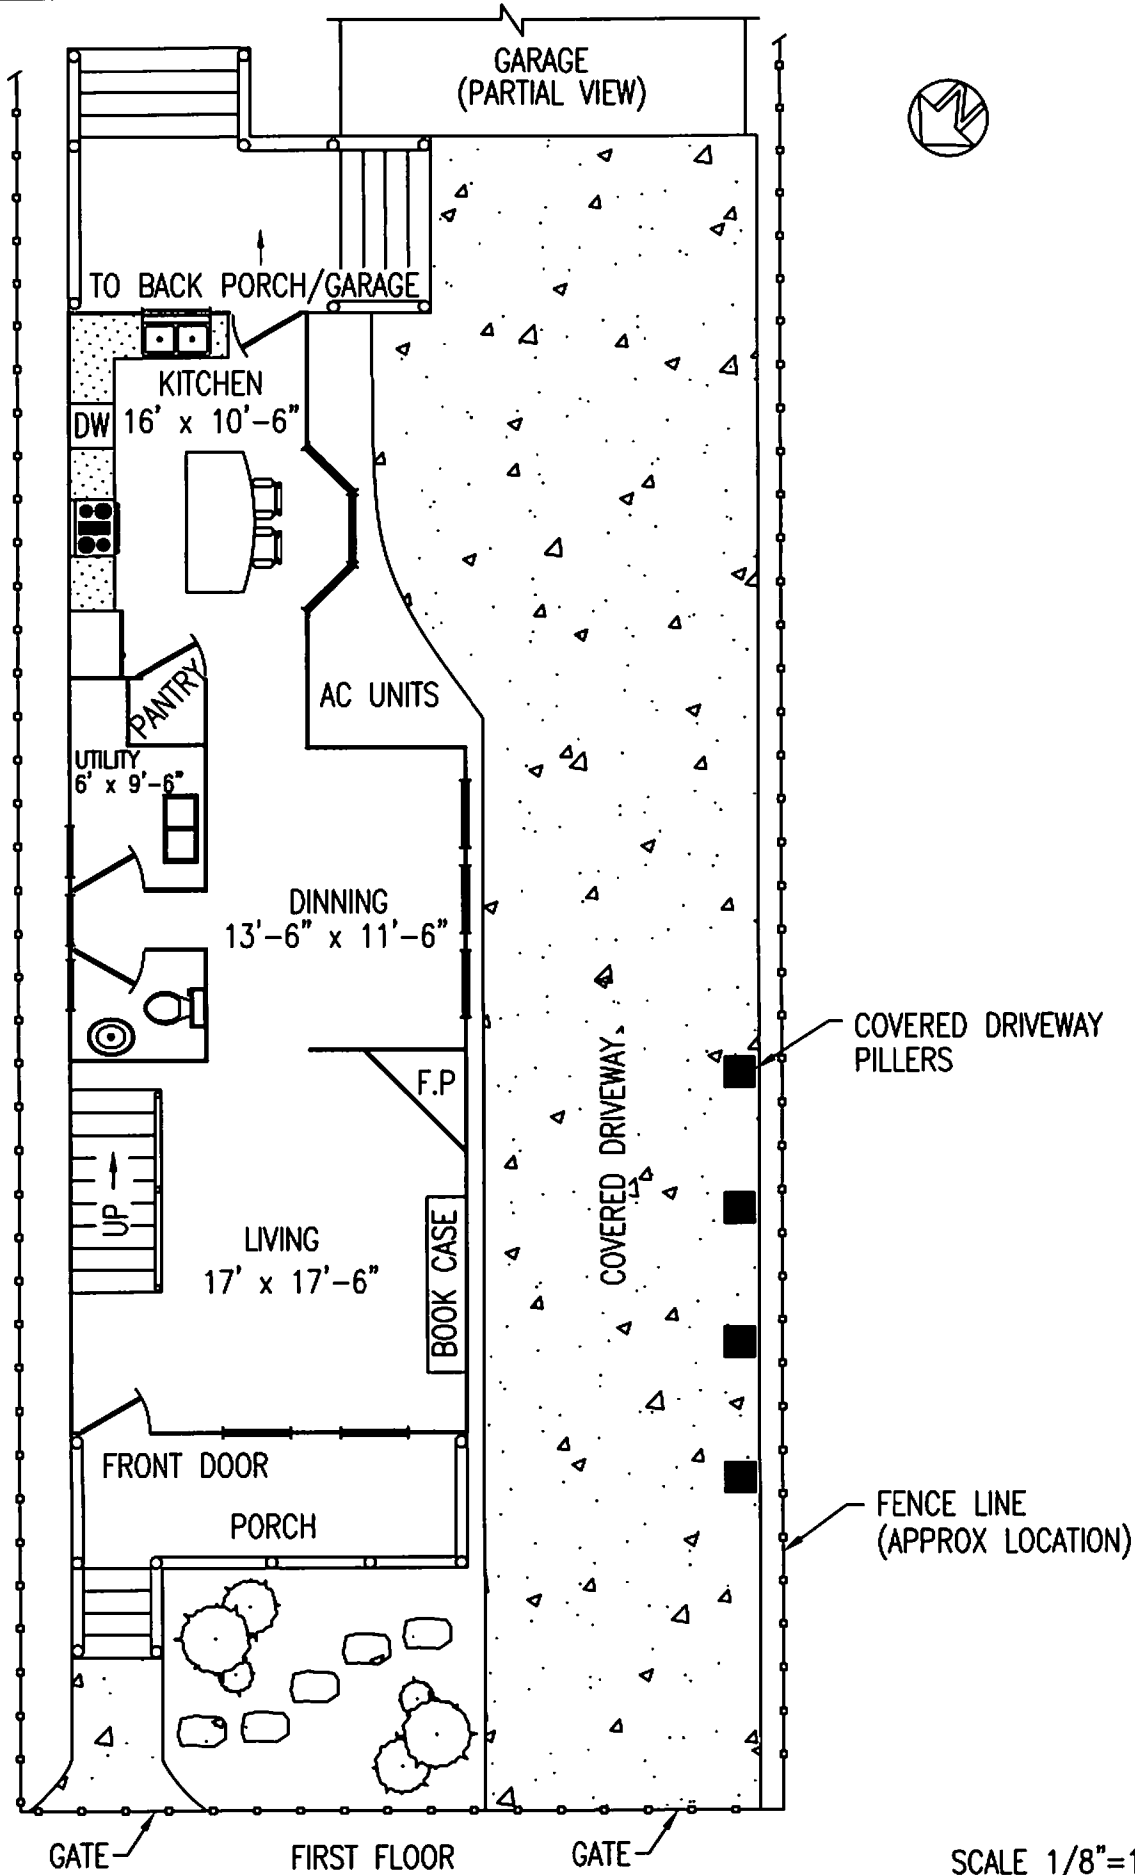 GARAGE
(PARTIAL VIEW)
TO BACK PORCH/GARAGE
KITCHEN
16' x 10'-6"
DW
PANTRY
AC UNITS
UTILITY
6' x 9'-6"
DINNING
13'-6" x 11'-6"
COVERED DRIVEWAY
PILLERS
COVERED DRIVEWAY
F.P
UP
LIVING
17' x 17'-6"
BOOK CASE
FRONT DOOR
PORCH
FENCE LINE
(APPROX LOCATION)
GATE
FIRST FLOOR
GATE
SCALE 1/8"=1